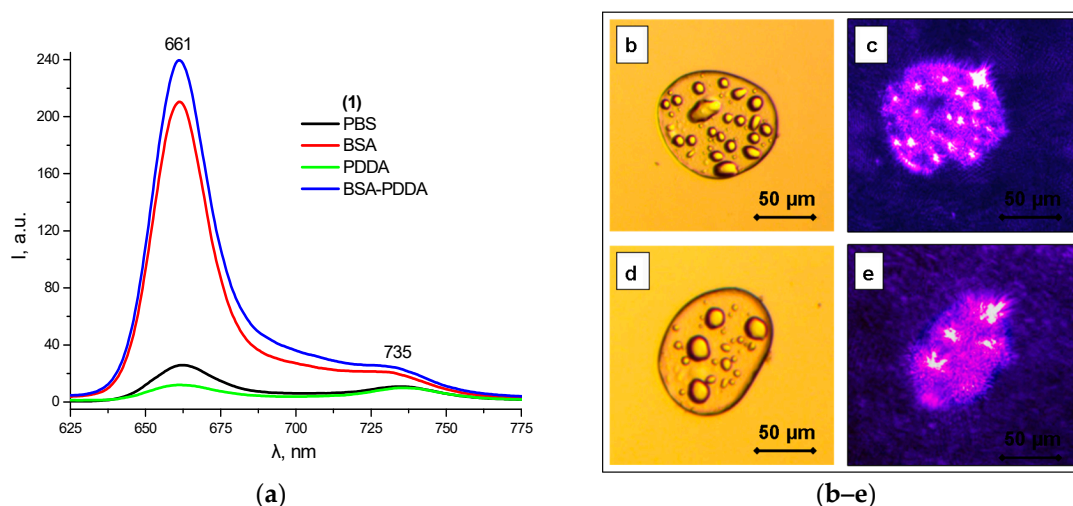 661
240
200
160
120
80
40
0
I, a.u.
(1)
PBS
BSA
PDDA
BSA-PDDA
735
625
650
675
700
725
750
775
λ, nm
(a)
b
50 μm
c
50 μm
d
50 μm
e
50 μm
(b–e)